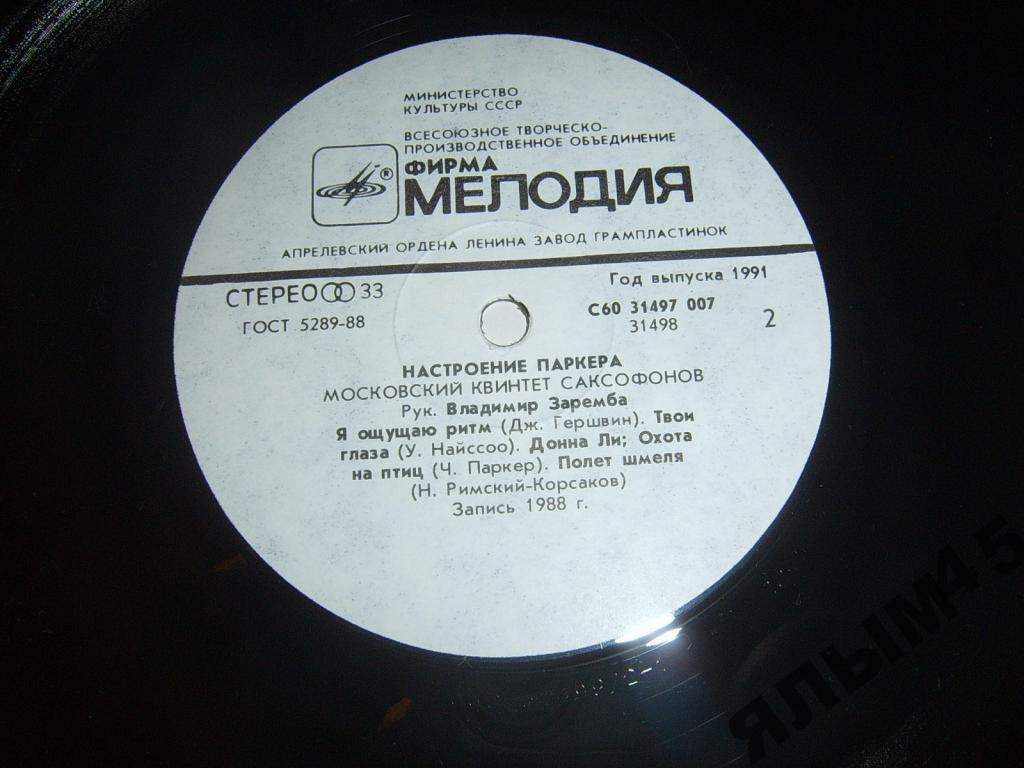 МИНИСТЕРСТВО
КУЛЬТУРЫ СССР
ВСЕСОЮЗНОЕ ТВОРЧЕСКО-
ПРОИЗВОДСТВЕННОЕ ОБЪЕДИНЕНИЕ
®
ФИРМА
МЕЛОДИЯ
АПРЕЛЕВСКИЙ ОРДЕНА ЛЕНИНА ЗАВОД ГРАМПЛАСТИНОК
СТЕРЕО 33
ГОСТ 5289-88
Год выпуска 1991
С60 31497 007
31498
2
НАСТРОЕНИЕ ПАРКЕРА
МОСКОВСКИЙ КВИНТЕТ САКСОФОНОВ
Рук. Владимир Заремба
Я ощущаю ритм (Дж. Гершвин). Твои
глаза (У. Найссоо). Донна Ли; Охота
на птиц (Ч. Паркер). Полет шмеля
(Н. Римский-Корсаков)
Запись 1988 г.
ЯЛЫМ45